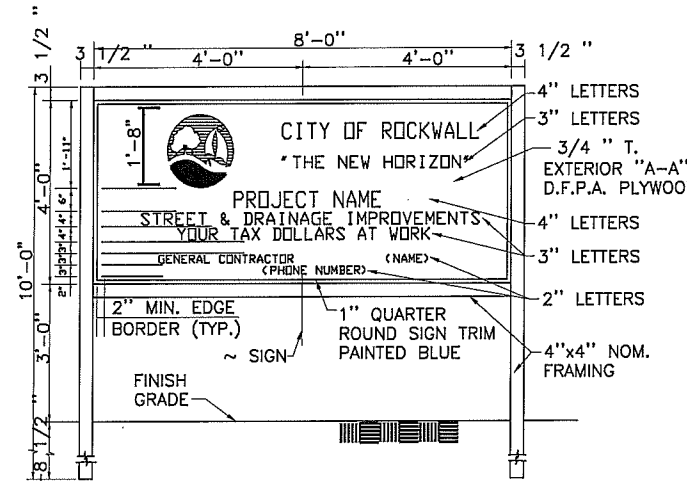 8'-0"
3 1/2 "
3 1/2 "
4'-0"
4'-0"
3 1/2 "
4" LETTERS
CITY OF ROCKWALL
3" LETTERS
"THE NEW HORIZON"
3/4 " T.
EXTERIOR "A-A"
D.F.P.A. PLYWOO
1'-8"
1'-11"
4'-0"
6"
PROJECT NAME
4" LETTERS
4"
STREET & DRAINAGE IMPROVEMENTS
YOUR TAX DOLLARS AT WORK
3" LETTERS
4"
3"
3"
3"
GENERAL CONTRACTOR (NAME)
(PHONE NUMBER)
2" LETTERS
2"
10'-0"
3'-0"
2" MIN. EDGE
BORDER (TYP.)
1" QUARTER
ROUND SIGN TRIM
PAINTED BLUE
~ SIGN
4"x4" NOM.
FRAMING
FINISH
GRADE
-8 1/2 "